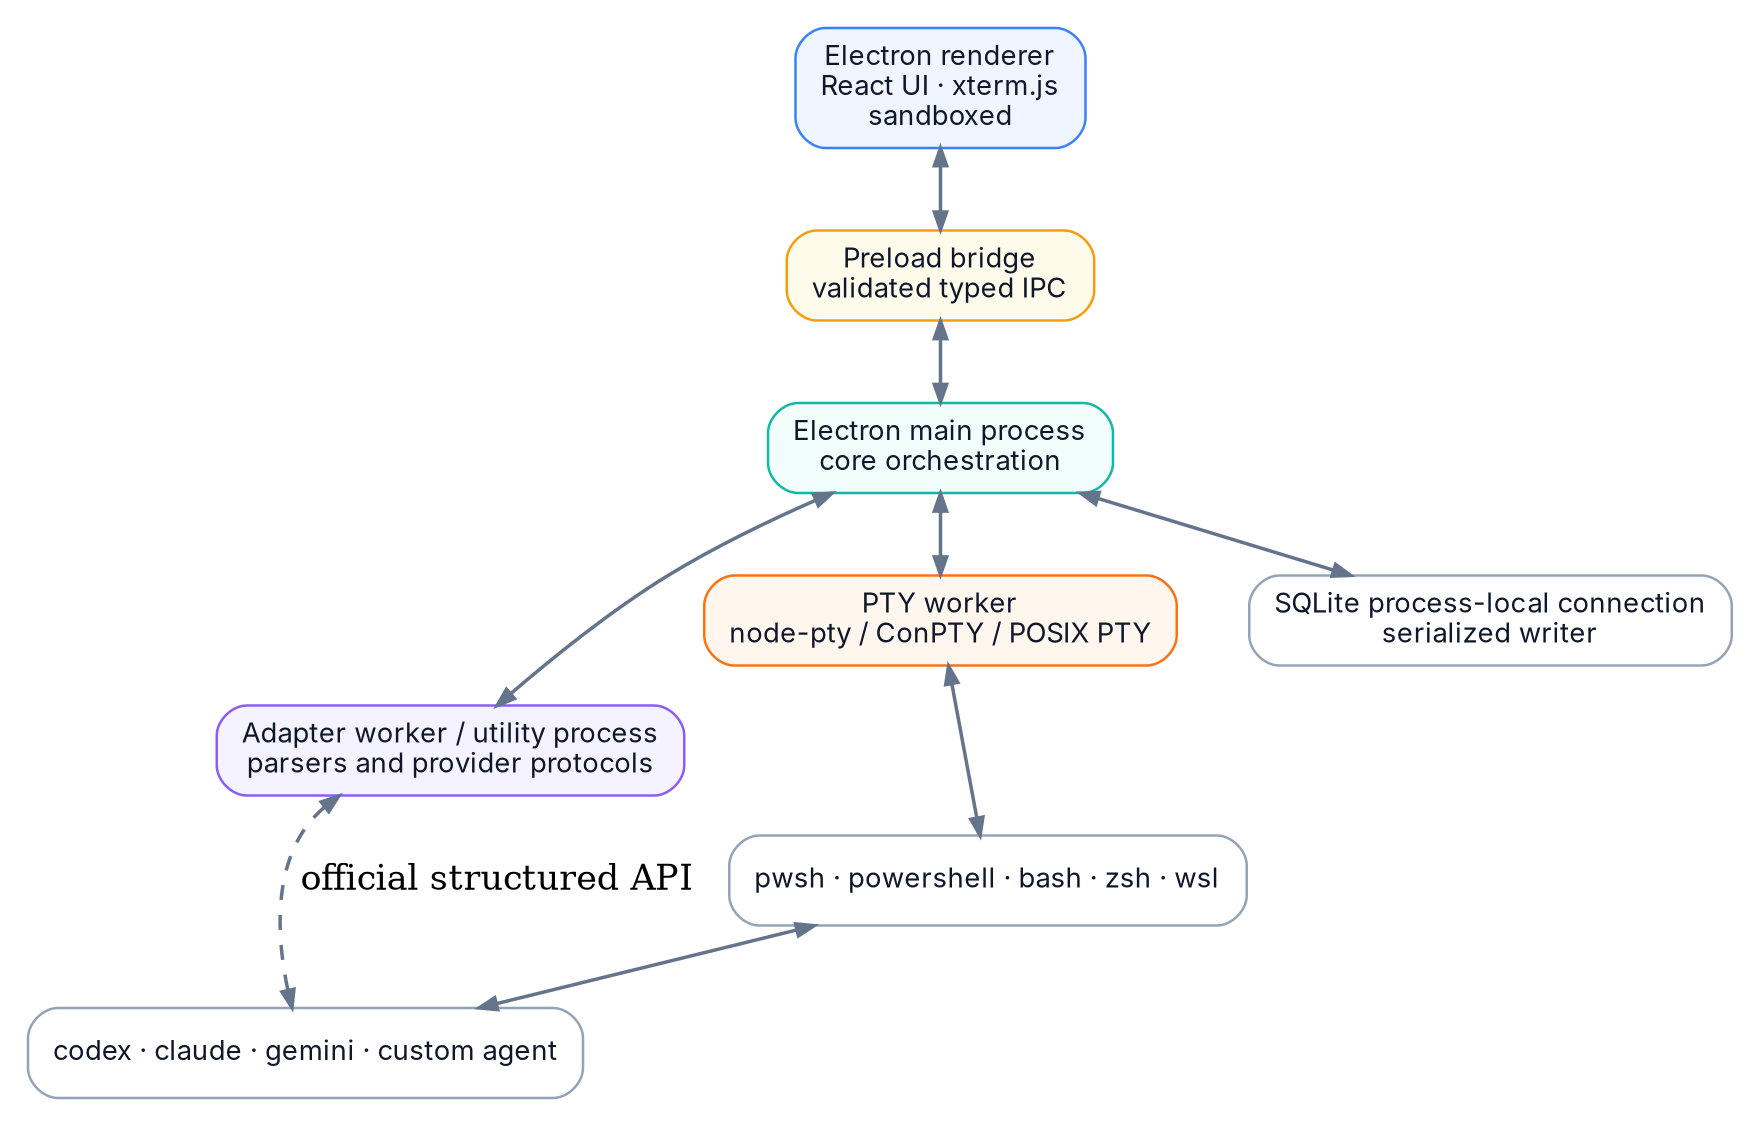 Electron renderer
React UI · xterm.js
sandboxed
Preload bridge
validated typed IPC
Electron main process
core orchestration
PTY worker
node-pty / ConPTY / POSIX PTY
SQLite process-local connection
serialized writer
Adapter worker / utility process
parsers and provider protocols
official structured API
pwsh · powershell · bash · zsh · wsl
codex · claude · gemini · custom agent